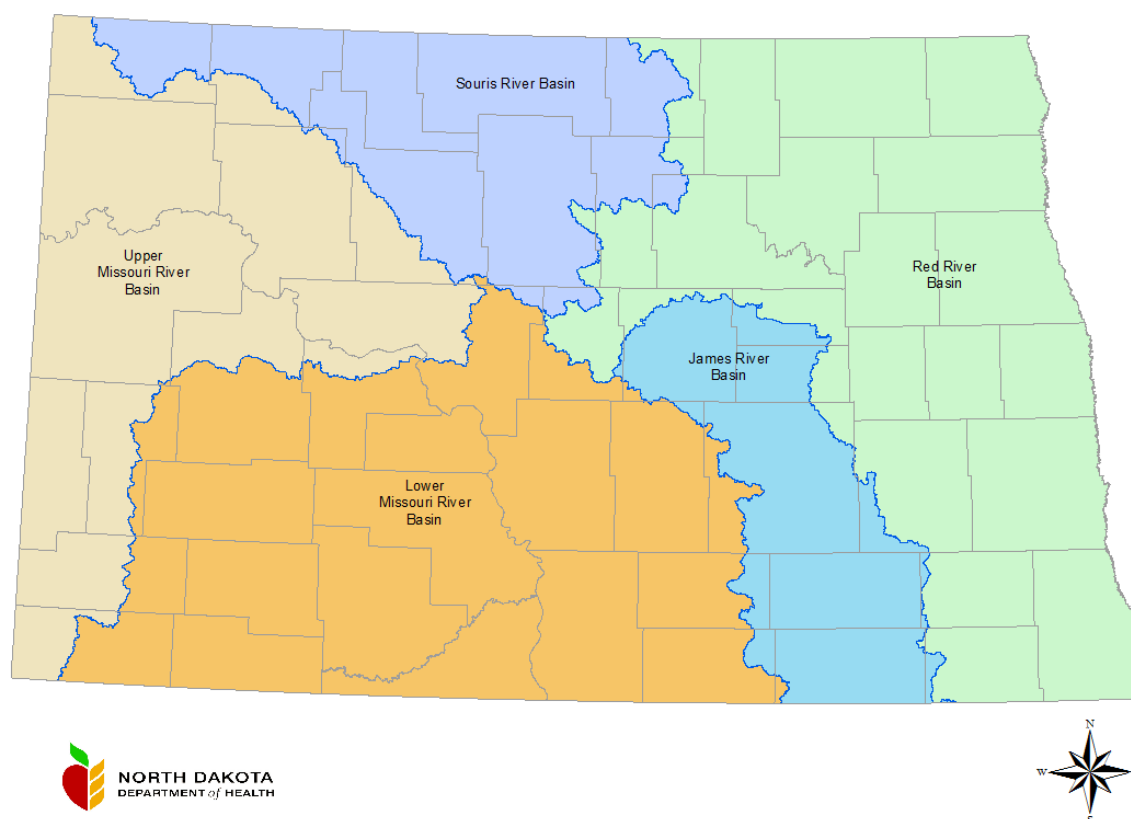 Souris River Basin
Upper
Missouri River
Basin
Red River
Basin
James River
Basin
Lower
Missouri River
Basin
NORTH DAKOTA
DEPARTMENT of HEALTH
N
W
S